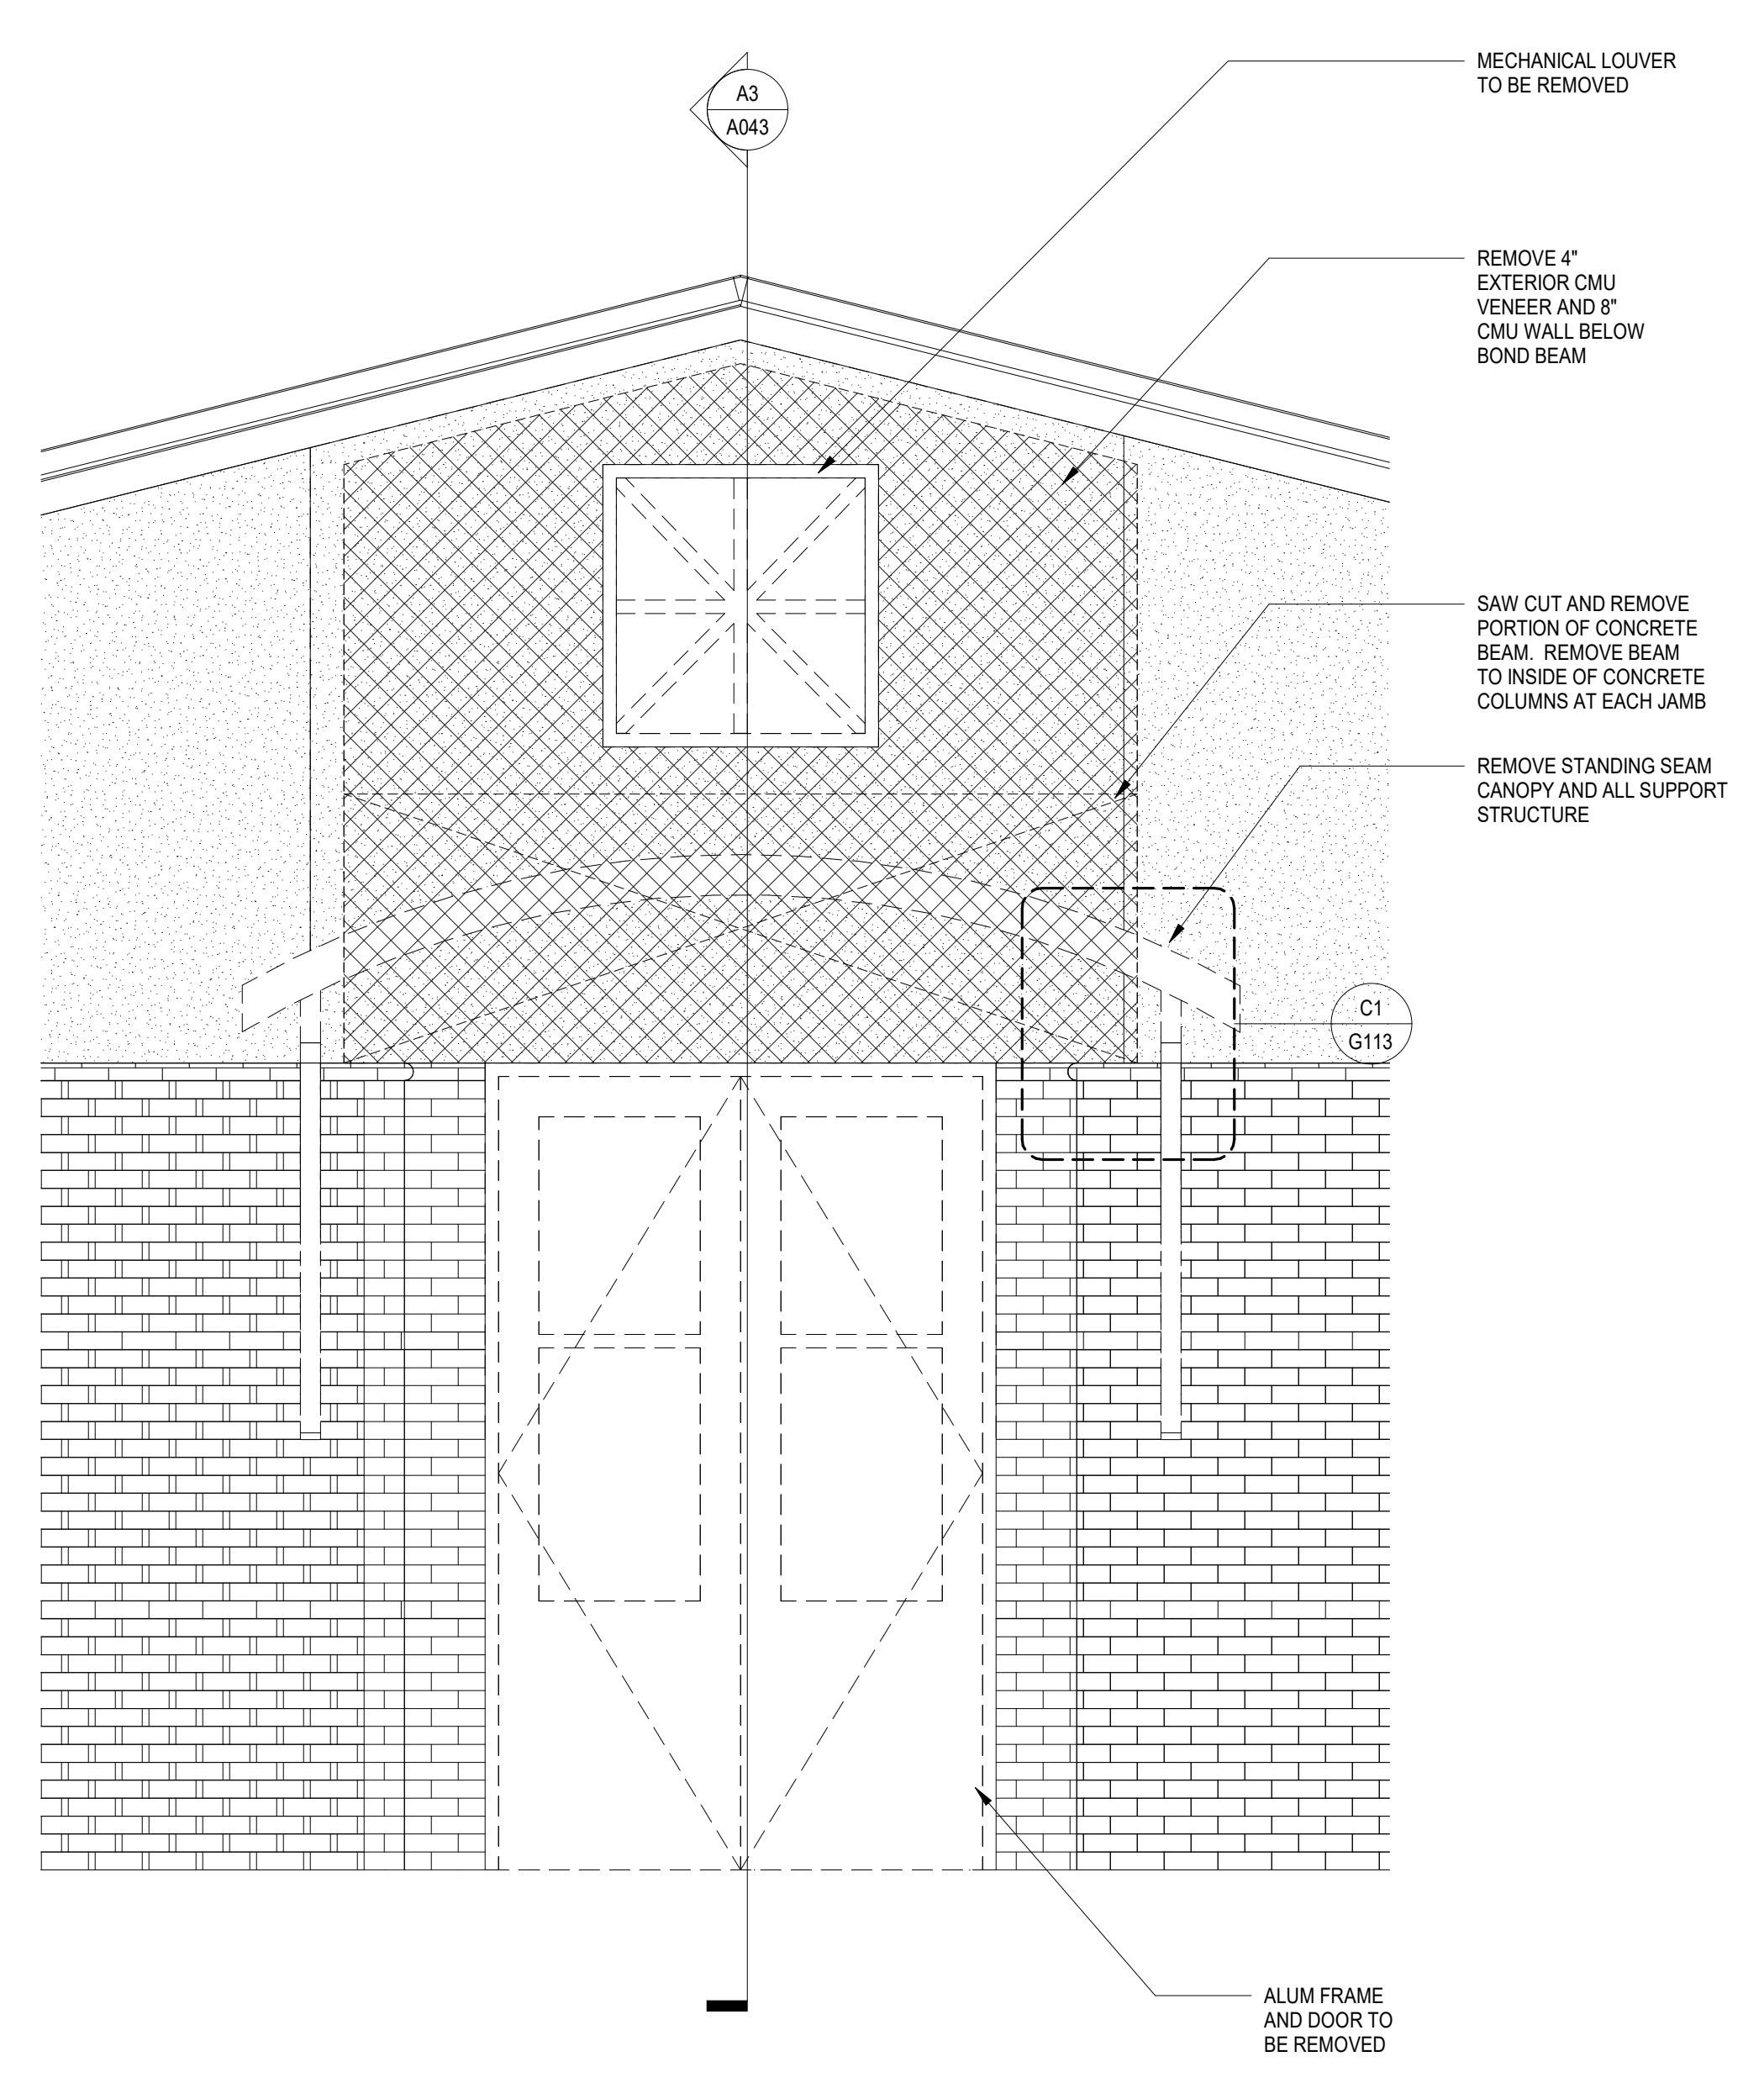 MECHANICAL LOUVER
TO BE REMOVED
A3
A043
REMOVE 4"
EXTERIOR CMU
VENEER AND 8"
CMU WALL BELOW
BOND BEAM
SAW CUT AND REMOVE
PORTION OF CONCRETE
BEAM. REMOVE BEAM
TO INSIDE OF CONCRETE
COLUMNS AT EACH JAMB
REMOVE STANDING SEAM
CANOPY AND ALL SUPPORT
STRUCTURE
C1
G113
ALUM FRAME
AND DOOR TO
BE REMOVED